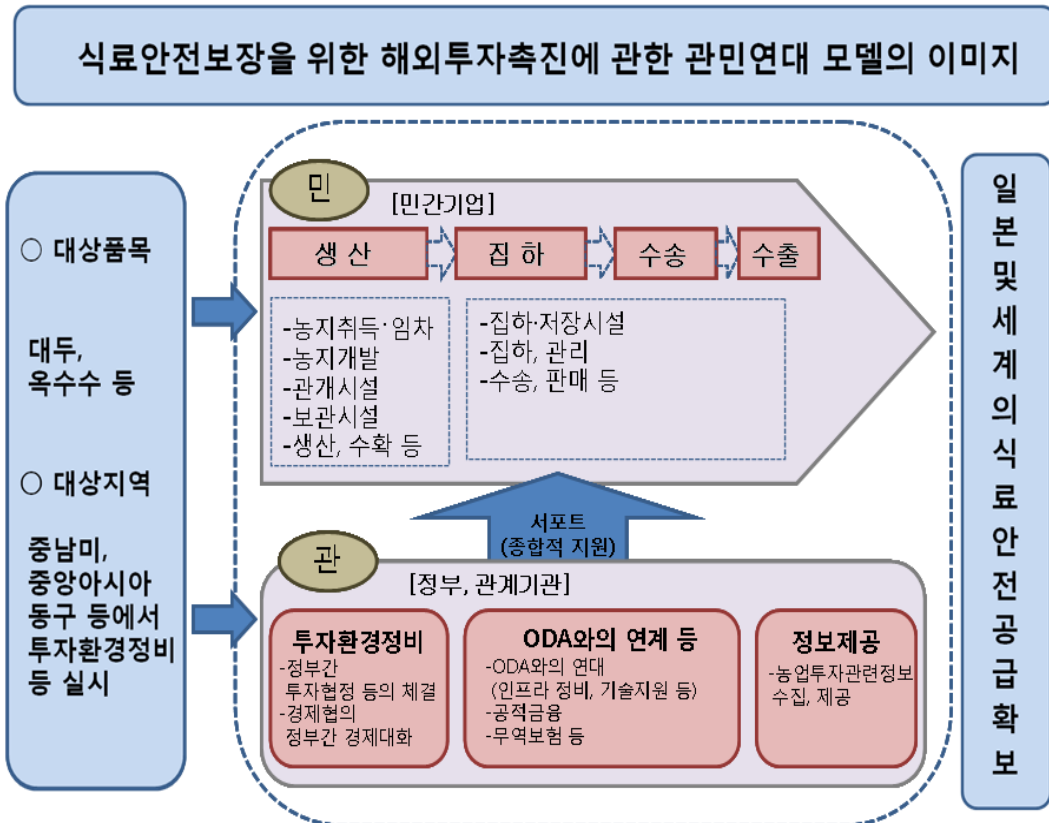 식료안전보장을 위한 해외투자촉진에 관한 관민연대 모델의 이미지
○ 대상품목
대두,
옥수수 등
○ 대상지역
중남미,
중앙아시아
동구 등에서
투자환경정비
등 실시
민
[민간기업]
생 산
집 하
수송
수출
-농지취득·임차
-농지개발
-관개시설
-보관시설
-생산, 수확 등
-집하·저장시설
-집하, 관리
-수송, 판매 등
서포트
(종합적 지원)
관
[정부, 관계기관]
투자환경정비
-정부간
투자협정 등의 체결
-경제협의
정부간 경제대화
ODA와의 연계 등
-ODA와의 연대
(인프라 정비, 기술지원 등)
-공적금융
-무역보험 등
정보제공
-농업투자관련정보
수집, 제공
일본및세계의식료안전공급확보